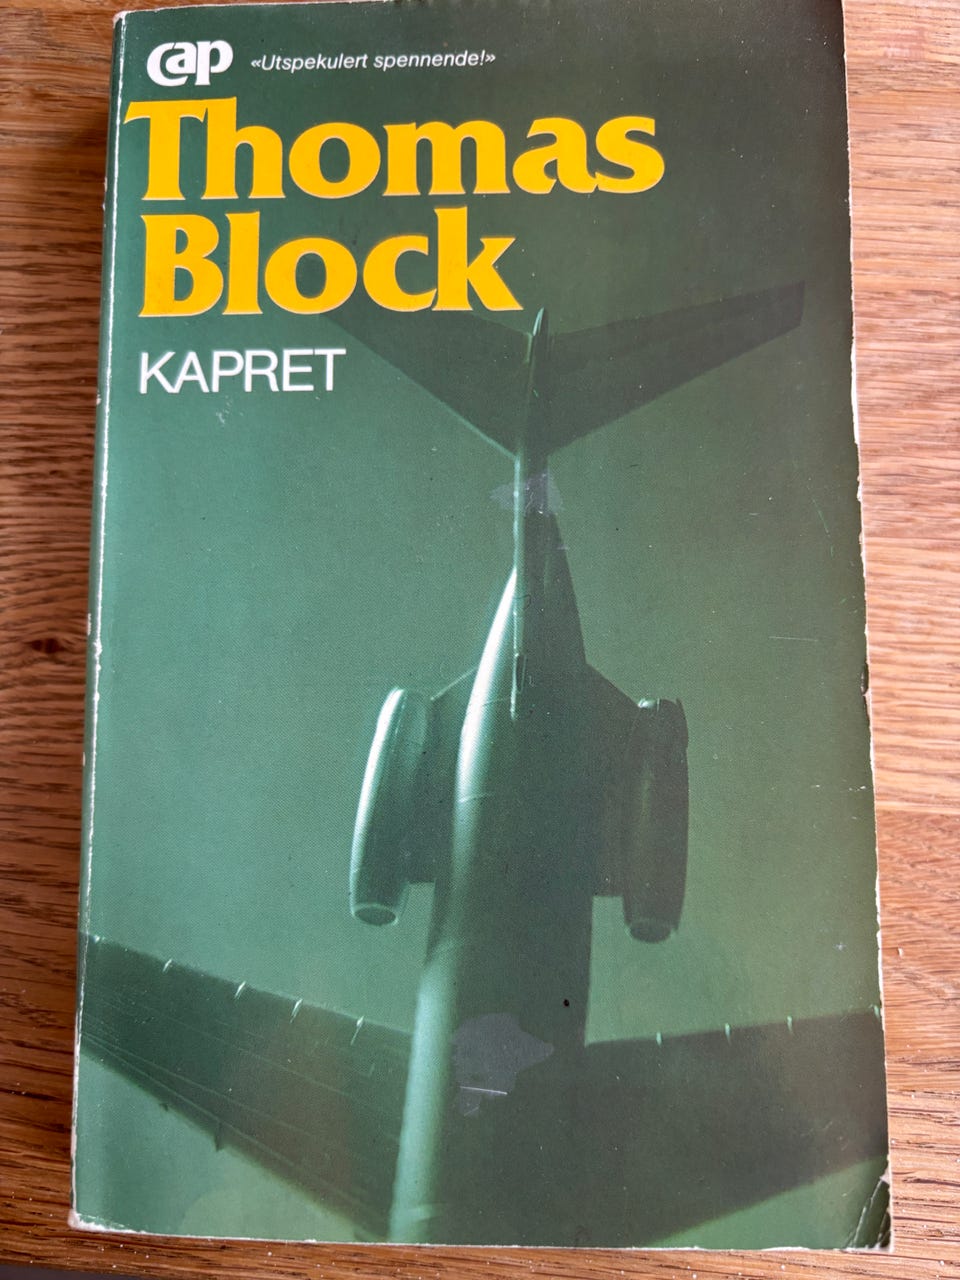 cap «Utspekulert spennende!»
Thomas
Block
KAPRET